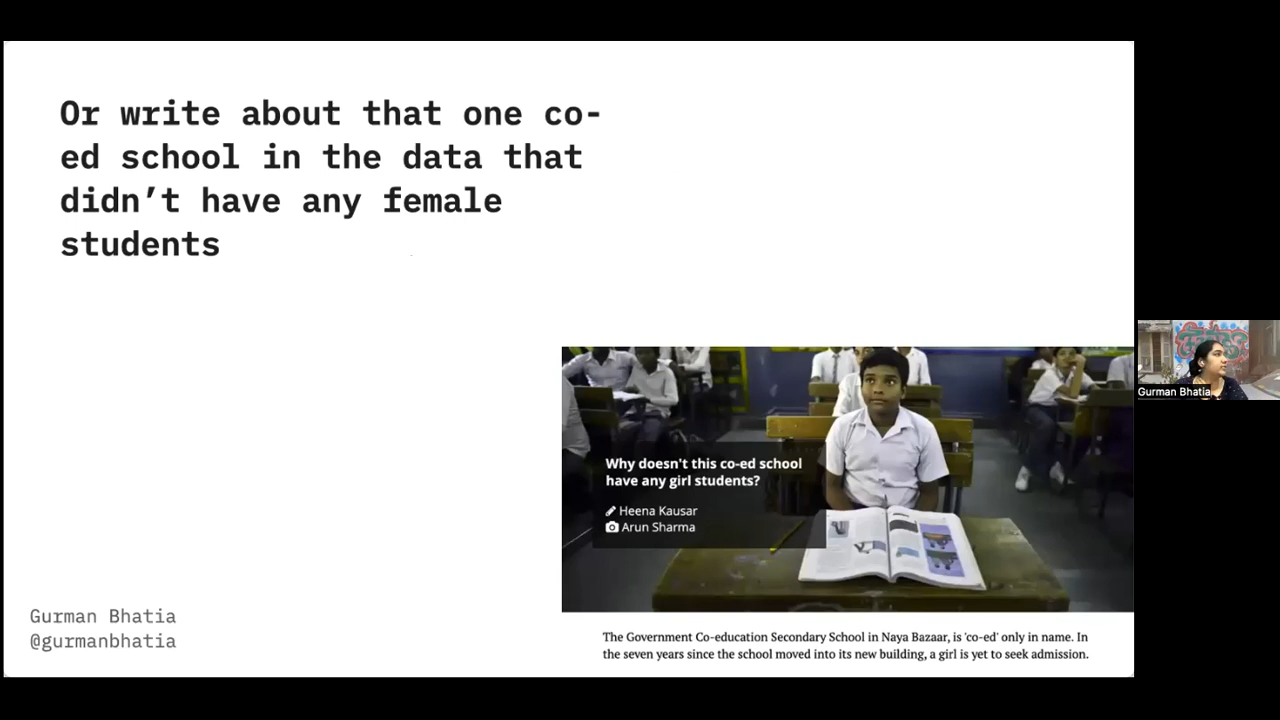 Or write about that one co-
ed school in the data that
didn’t have any female
students
Why doesn't this co-ed school
have any girl students?
Heena Kausar
Arun Sharma
The Government Co-education Secondary School in Naya Bazaar, is 'co-ed' only in name. In
the seven years since the school moved into its new building, a girl is yet to seek admission.
Gurman Bhatia
@gurmanbhatia
Gurman Bhatia